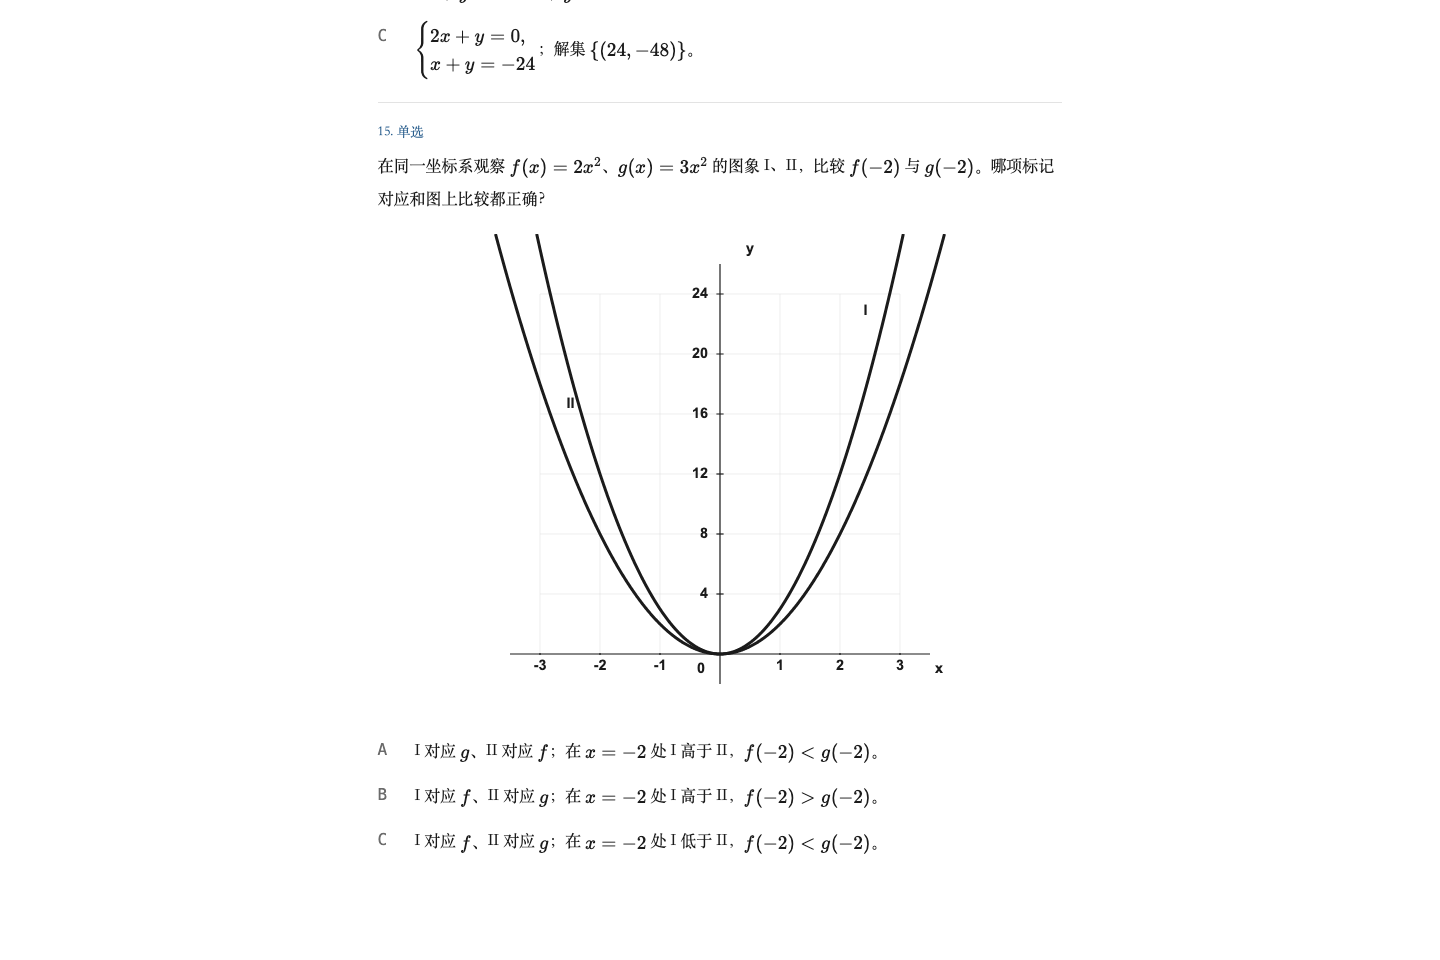 C { 2x + y = 0, x + y = −24 ; 解集 {(24, −48)}。
15. 单选
在同一坐标系观察 f(x) = 2x²、g(x) = 3x² 的图象 I、II，比较 f(−2) 与 g(−2)。哪项标记
对应和图上比较都正确?
y
24
I
20
II
16
12
8
4
-3 -2 -1 0 1 2 3 x
A I 对应 g、II 对应 f；在 x = −2 处 I 高于 II，f(−2) < g(−2)。
B I 对应 f、II 对应 g；在 x = −2 处 I 高于 II，f(−2) > g(−2)。
C I 对应 f、II 对应 g；在 x = −2 处 I 低于 II，f(−2) < g(−2)。